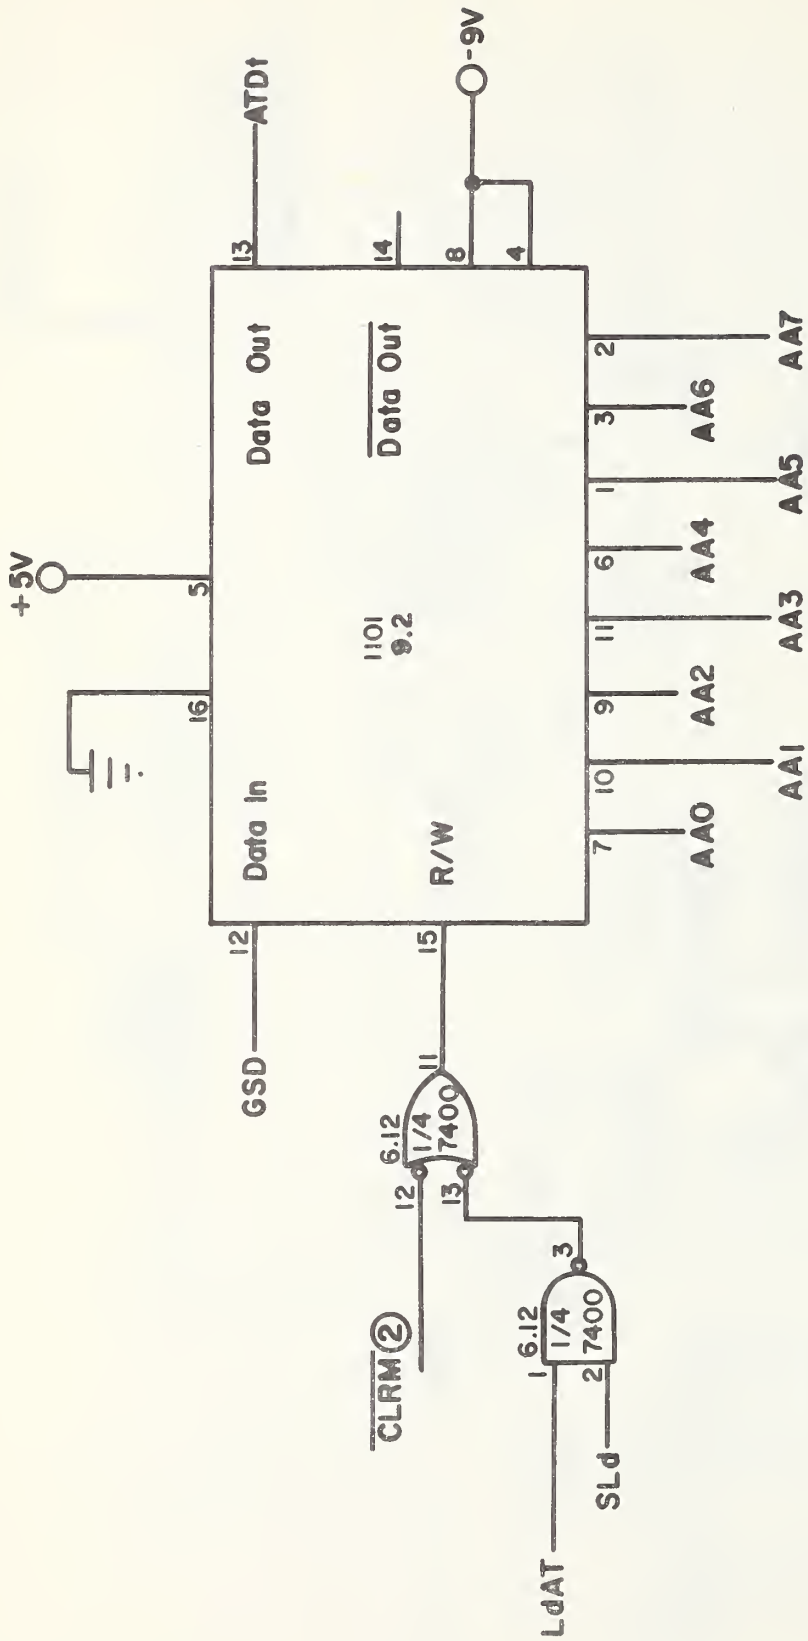 +5V
5
16
12
Data In
GSD
Data Out
13
ATDt
1101
9.2
Data Out
14
8
-9V
4
R/W
15
11
6.12
1/4
7400
12
13
CLRM ②
3
6.12
1/4
7400
1
2
LdAT
SLd
7
10
9
11
6
1
3
2
AA0
AA1
AA2
AA3
AA4
AA5
AA6
AA7